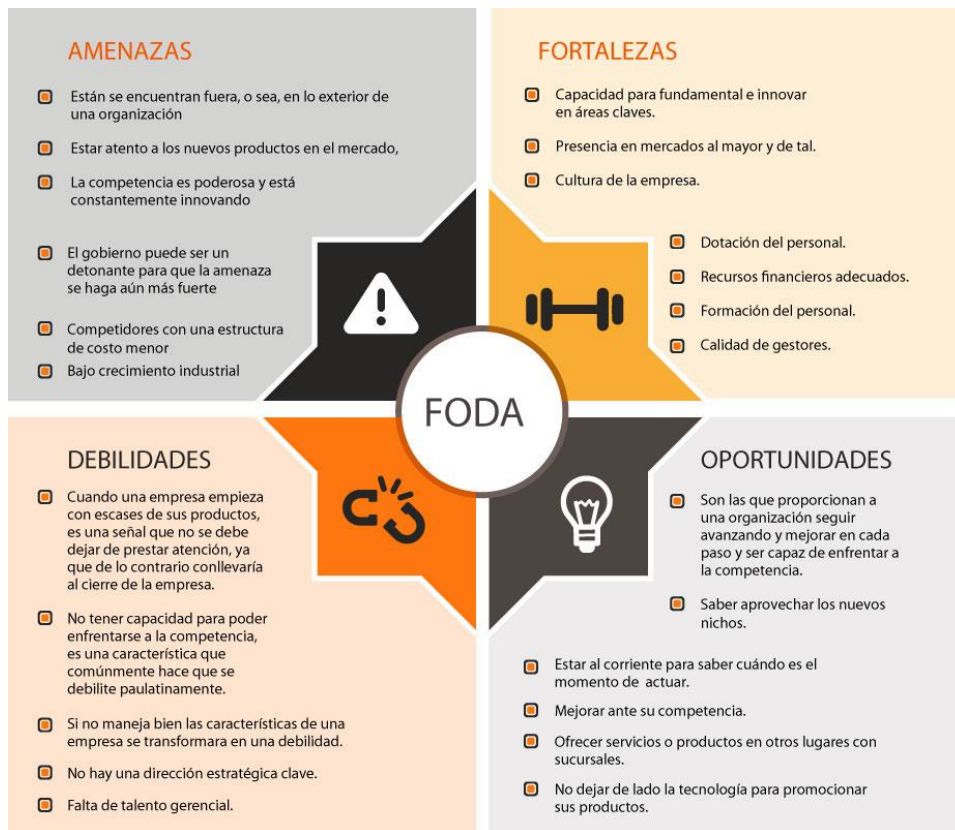 AMENAZAS
Están se encuentran fuera, o sea, en lo exterior de
una organización
Estar atento a los nuevos productos en el mercado,
La competencia es poderosa y está
constantemente innovando
El gobierno puede ser un
detonante para que la amenaza
se haga aún más fuerte
Competidores con una estructura
de costo menor
Bajo crecimiento industrial
FORTALEZAS
Capacidad para fundamental e innovar
en áreas claves.
Presencia en mercados al mayor y de tal.
Cultura de la empresa.
Dotación del personal.
Recursos financieros adecuados.
Formación del personal.
Calidad de gestores.
FODA
DEBILIDADES
Cuando una empresa empieza
con escases de sus productos,
es una señal que no se debe
dejar de prestar atención, ya
que de lo contrario conllevaría
al cierre de la empresa.
No tener capacidad para poder
enfrentarse a la competencia,
es una característica que
comúnmente hace que se
debilite paulatinamente.
Si no maneja bien las características de una
empresa se transformara en una debilidad.
No hay una dirección estratégica clave.
Falta de talento gerencial.
OPORTUNIDADES
Son las que proporcionan a
una organización seguir
avanzando y mejorar en cada
paso y ser capaz de enfrentar a
la competencia.
Saber aprovechar los nuevos
nichos.
Estar al corriente para saber cuándo es el
momento de actuar.
Mejorar ante su competencia.
Ofrecer servicios o productos en otros lugares con
sucursales.
No dejar de lado la tecnología para promocionar
sus productos.